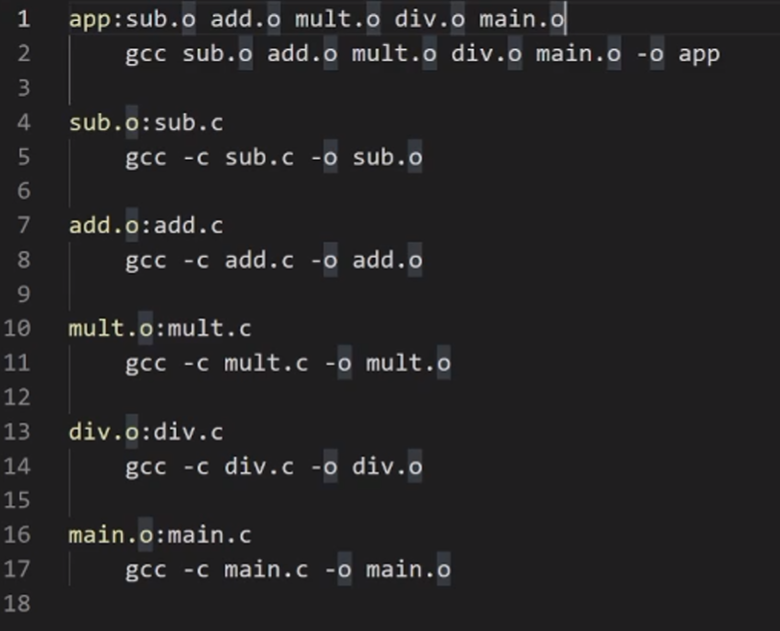 1 app:sub.o add.o mult.o div.o main.o
2 gcc sub.o add.o mult.o div.o main.o -o app
3
4 sub.o:sub.c
5 gcc -c sub.c -o sub.o
6
7 add.o:add.c
8 gcc -c add.c -o add.o
9
10 mult.o:mult.c
11 gcc -c mult.c -o mult.o
12
13 div.o:div.c
14 gcc -c div.c -o div.o
15
16 main.o:main.c
17 gcc -c main.c -o main.o
18